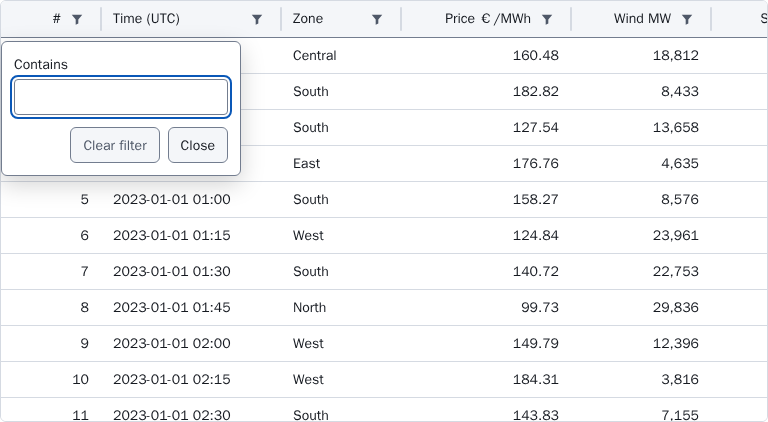 # Time (UTC) Zone Price € /MWh Wind MW S
Contains
Clear filter Close
Central 160.48 18,812
South 182.82 8,433
South 127.54 13,658
East 176.76 4,635
5 2023-01-01 01:00 South 158.27 8,576
6 2023-01-01 01:15 West 124.84 23,961
7 2023-01-01 01:30 South 140.72 22,753
8 2023-01-01 01:45 North 99.73 29,836
9 2023-01-01 02:00 West 149.79 12,396
10 2023-01-01 02:15 West 184.31 3,816
11 2023-01-01 02:30 South 143.83 7,155